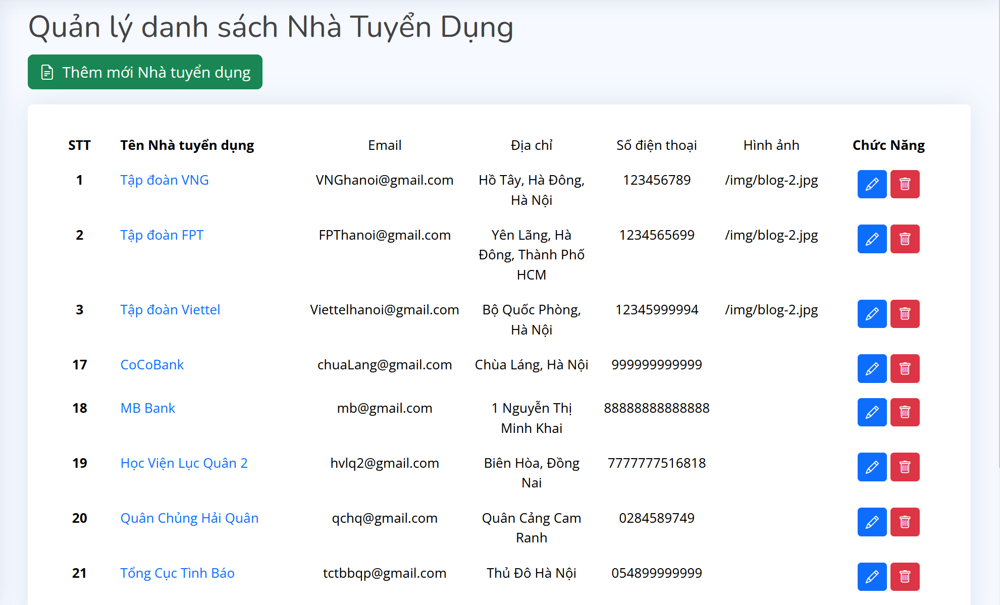 Quản lý danh sách Nhà Tuyển Dụng
Thêm mới Nhà tuyển dụng
STT Tên Nhà tuyển dụng Email Địa chỉ Số điện thoại Hình ảnh Chức Năng
1 Tập đoàn VNG VNGhanoi@gmail.com Hồ Tây, Hà Đông, 123456789 /img/blog-2.jpg
Hà Nội
2 Tập đoàn FPT FPThanoi@gmail.com Yên Lãng, Hà 1234565699 /img/blog-2.jpg
Đông, Thành Phố
HCM
3 Tập đoàn Viettel Viettelhanoi@gmail.com Bộ Quốc Phòng, 12345999994 /img/blog-2.jpg
Hà Nội
17 CoCoBank chuaLang@gmail.com Chùa Láng, Hà Nội 999999999999
18 MB Bank mb@gmail.com 1 Nguyễn Thị 88888888888888
Minh Khai
19 Học Viện Lục Quân 2 hvlq2@gmail.com Biên Hòa, Đồng 7777777516818
Nai
20 Quân Chủng Hải Quân qchq@gmail.com Quân Cảng Cam 0284589749
Ranh
21 Tổng Cục Tình Báo tctbbqp@gmail.com Thủ Đô Hà Nội 054899999999